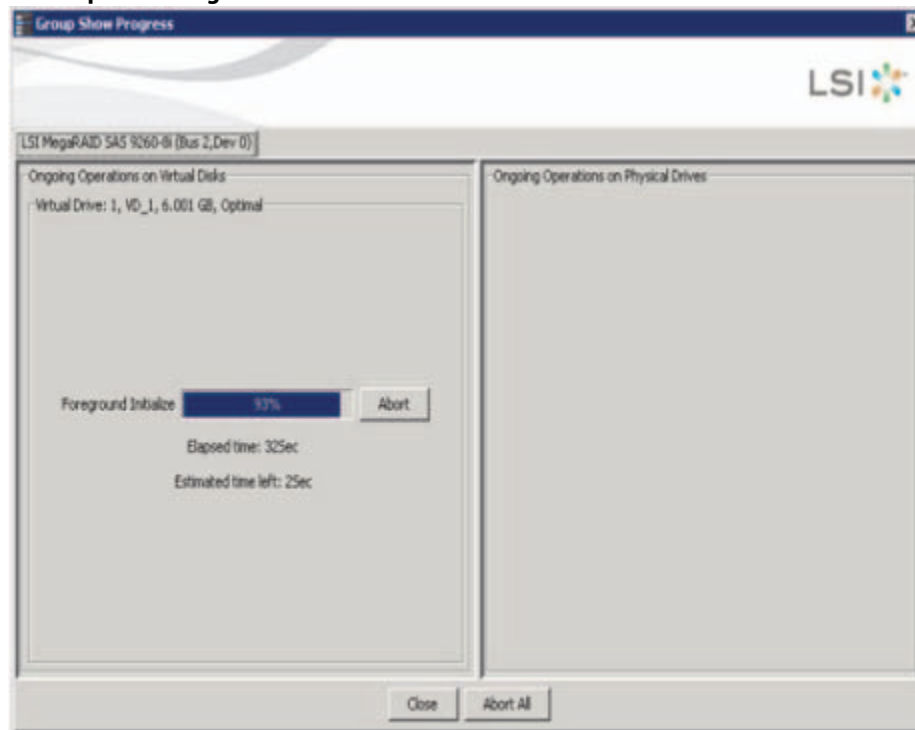 Group Show Progress
LSI
LSI MegaRAID SAS 9260-8i (Bus 2,Dev 0)
Ongoing Operations on Virtual Disks
Virtual Drive: 1, VD_1, 6.001 GB, Optimal
Foreground Initialize 93% Abort
Elapsed time: 32Sec
Estimated time left: 2Sec
Ongoing Operations on Physical Drives
Close Abort All